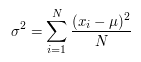 σ² = ∑_{i=1}^{N} (x_i − μ)² / N